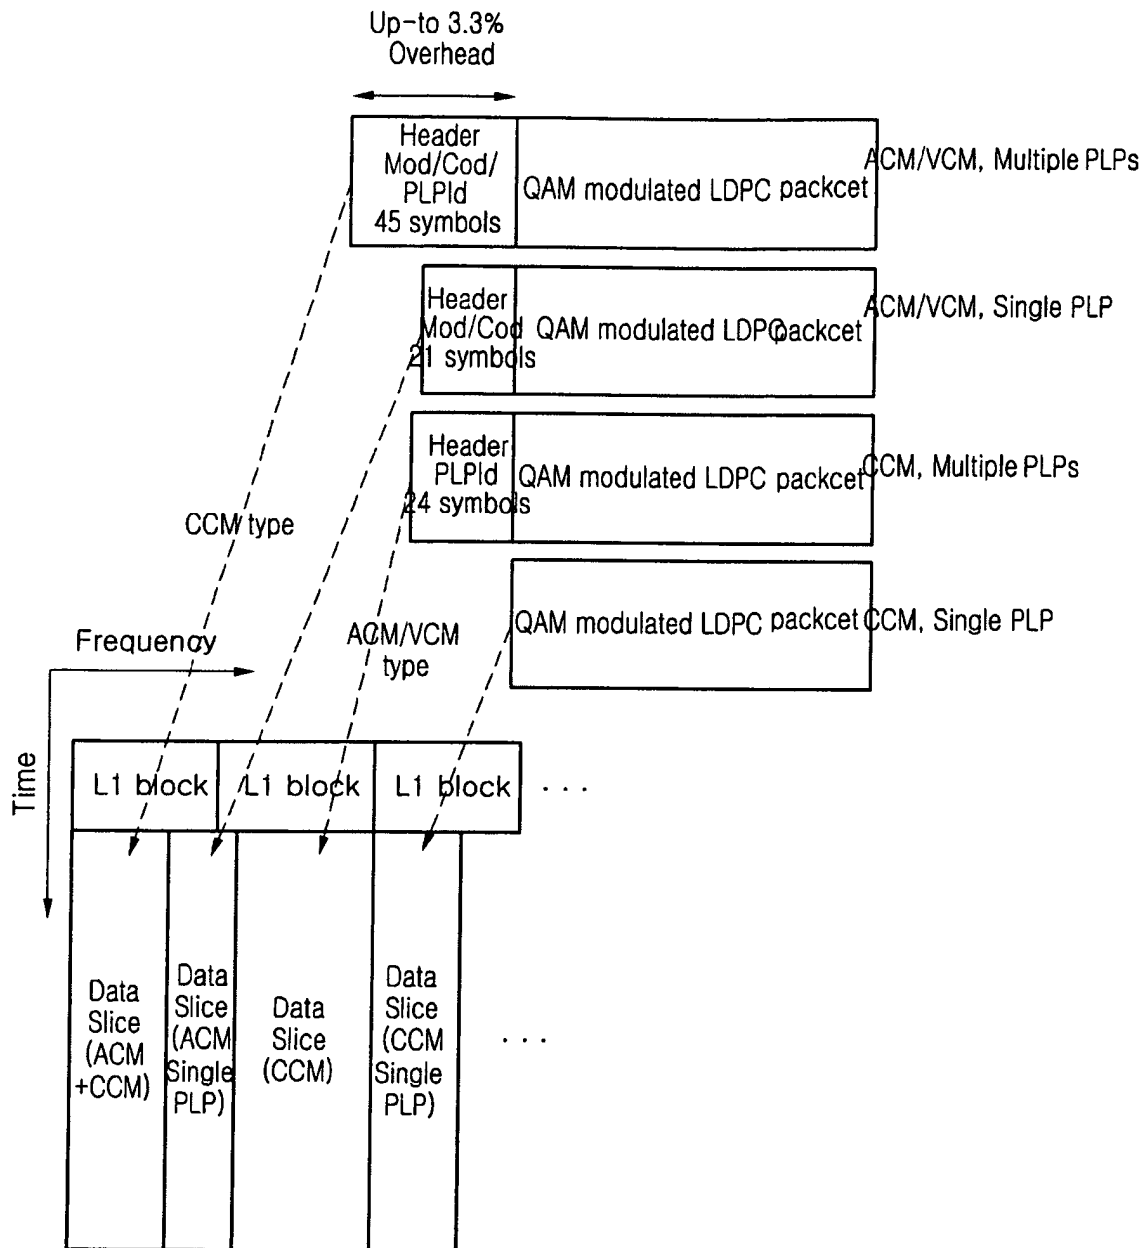 Up-to 3.3%
Overhead
Header
Mod/Cod/
PLPId
45 symbols
QAM modulated LDPC packcet
ACM/VCM, Multiple PLPs
Header
Mod/Cod
21 symbols
QAM modulated LDPC packcet
ACM/VCM, Single PLP
Header
PLPId
24 symbols
QAM modulated LDPC packcet
CCM, Multiple PLPs
CCM type
QAM modulated LDPC packcet
CCM, Single PLP
ACM/VCM
type
Frequency
Time
L1 block
L1 block
L1 block
. . .
Data
Slice
(ACM
+CCM)
Data
Slice
(ACM
Single
PLP)
Data
Slice
(CCM)
Data
Slice
(CCM
Single
PLP)
. . .